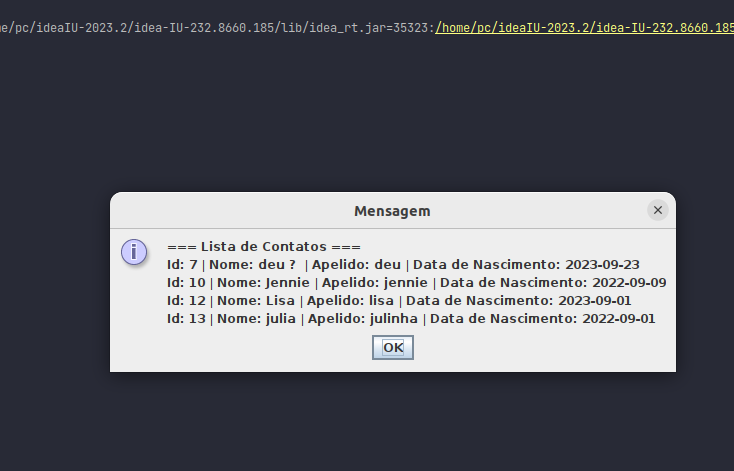 e/pc/ideaIU-2023.2/idea-IU-232.8660.185/lib/idea_rt.jar=35323:/home/pc/ideaIU-2023.2/idea-IU-232.8660.185
Mensagem
=== Lista de Contatos ===
Id: 7 | Nome: deu ?  | Apelido: deu | Data de Nascimento: 2023-09-23
Id: 10 | Nome: Jennie | Apelido: jennie | Data de Nascimento: 2022-09-09
Id: 12 | Nome: Lisa | Apelido: lisa | Data de Nascimento: 2023-09-01
Id: 13 | Nome: julia | Apelido: julinha | Data de Nascimento: 2022-09-01
OK